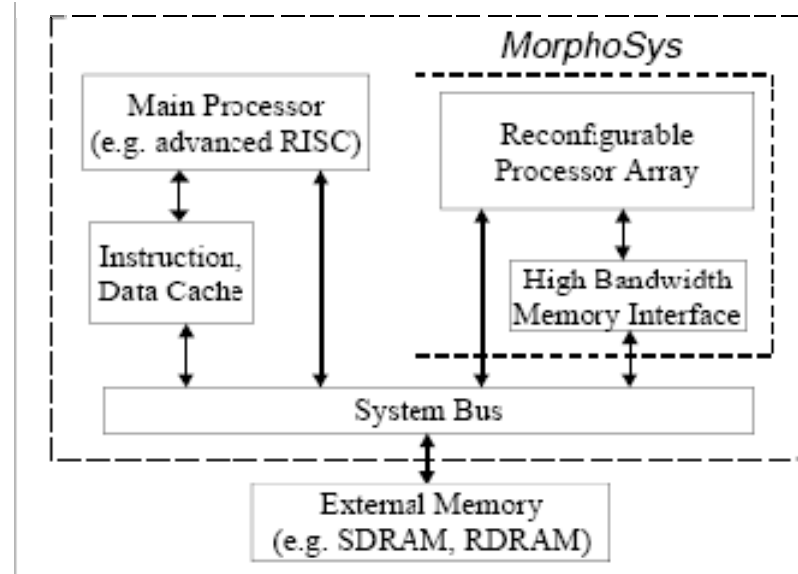 MorphoSys
Main Processor
(e.g. advanced RISC)
Reconfigurable
Processor Array
Instruction,
Data Cache
High Bandwidth
Memory Interface
System Bus
External Memory
(e.g. SDRAM, RDRAM)